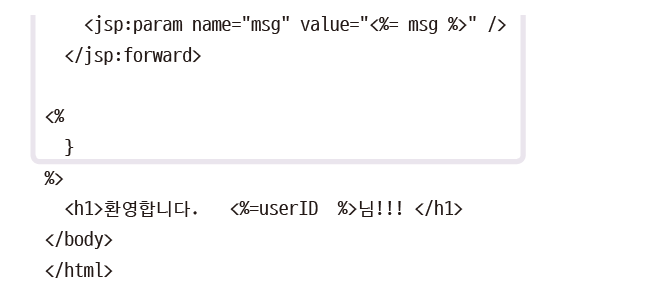 <jsp:param name="msg" value="<%= msg %>" />
</jsp:forward>
<%
}
%>
<h1>환영합니다. <%=userID %>님!!! </h1>
</body>
</html>